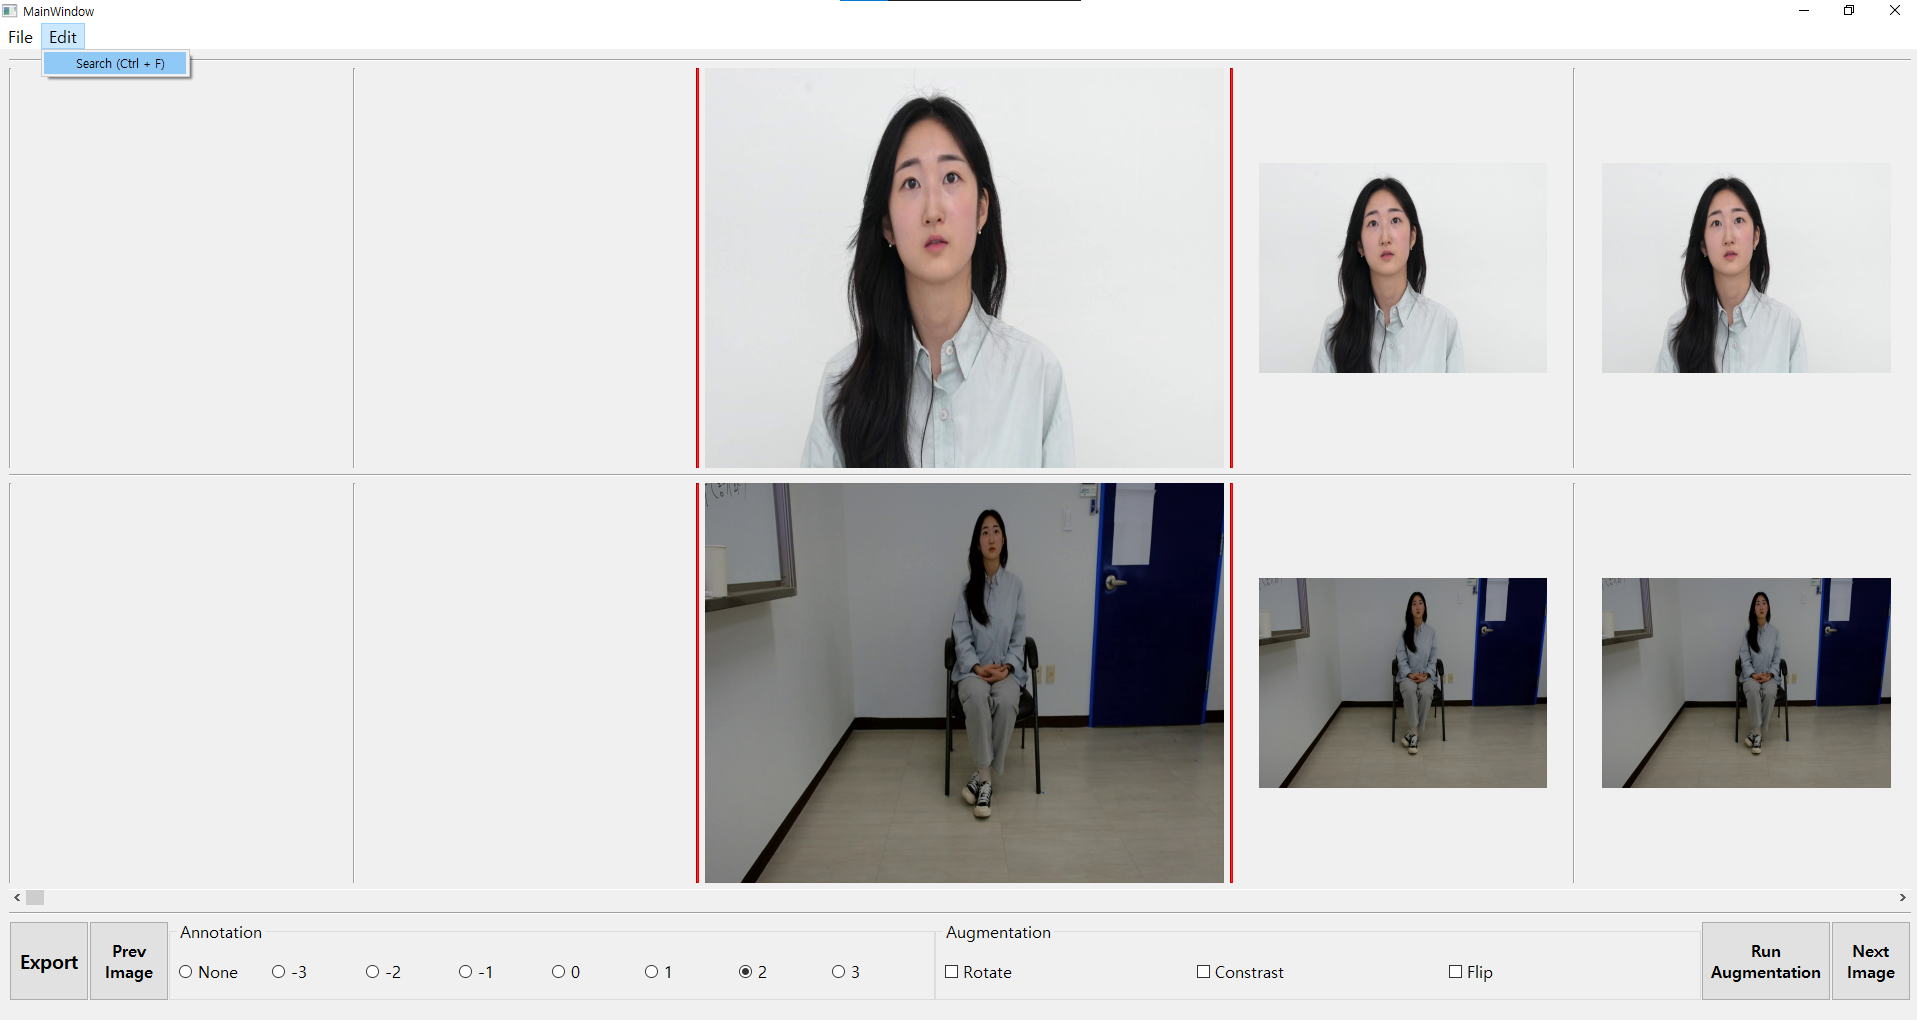 MainWindow
File Edit
Search (Ctrl + F)
Export
Prev
Image
Annotation
None -3 -2 -1 0 1 2 3
Augmentation
Rotate Constrast Flip
Run
Augmentation
Next
Image